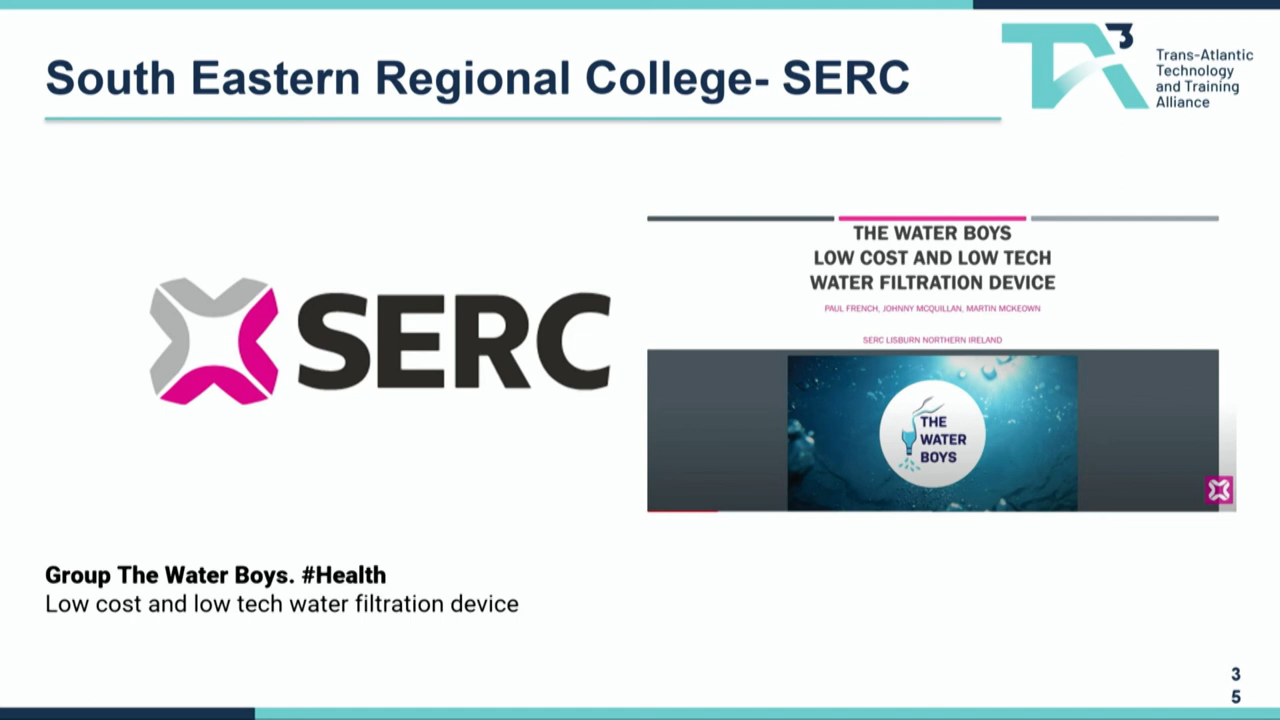 South Eastern Regional College- SERC
TA3
Trans-Atlantic
Technology
and Training
Alliance
SERC
THE WATER BOYS
LOW COST AND LOW TECH
WATER FILTRATION DEVICE
PAUL FRENCH, JOHNNY MCQUILLAN, MARTIN MCKEOWN
SERC LISBURN NORTHERN IRELAND
THE
WATER
BOYS
Group The Water Boys. #Health
Low cost and low tech water filtration device
3
5